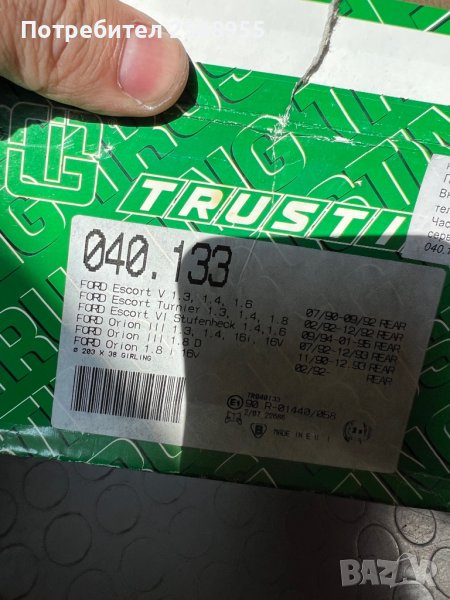 Потребител
TRUSTI
040.133
FORD Escort V 1.3, 1.4, 1.6 07/90-09/92 REAR
FORD Escort Turnier 1.3, 1.4, 1.8 02/92-12/92 REAR
FORD Escort VI Stufenheck 1.4,1.6 09/94-01-95 REAR
FORD Orion III 1.3, 1.4, 16i, 16V 07/92-12/93 REAR
FORD Orion III 1.8 D 11/90-12.93 REAR
FORD Orion 1.8 i 16v 02/92- REAR
Ø 203 X 38 GIRLING
TR040133
E1 90 R-01440/058
MADE IN E U
bazar.bg